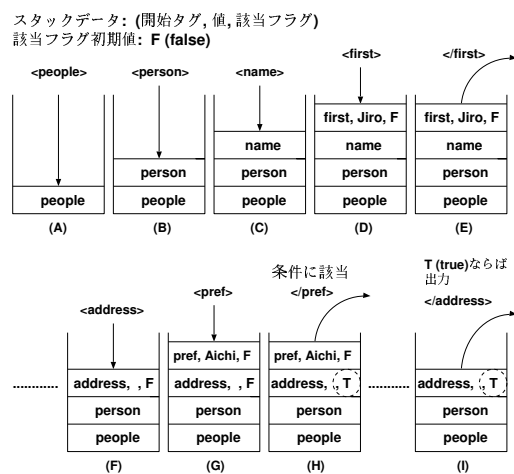 スタックデータ: (開始タグ, 値, 該当フラグ)
該当フラグ初期値: F (false)
<people>
<person>
<name>
<first>
</first>
people
(A)
person
people
(B)
name
person
people
(C)
first, Jiro, F
name
person
people
(D)
first, Jiro, F
name
person
people
(E)
<address>
............
address, , F
person
people
(F)
<pref>
pref, Aichi, F
address, , F
person
people
(G)
条件に該当
</pref>
pref, Aichi, F
address, , T
person
people
(H)
............
T (true)ならば
出力
</address>
address, , T
person
people
(I)